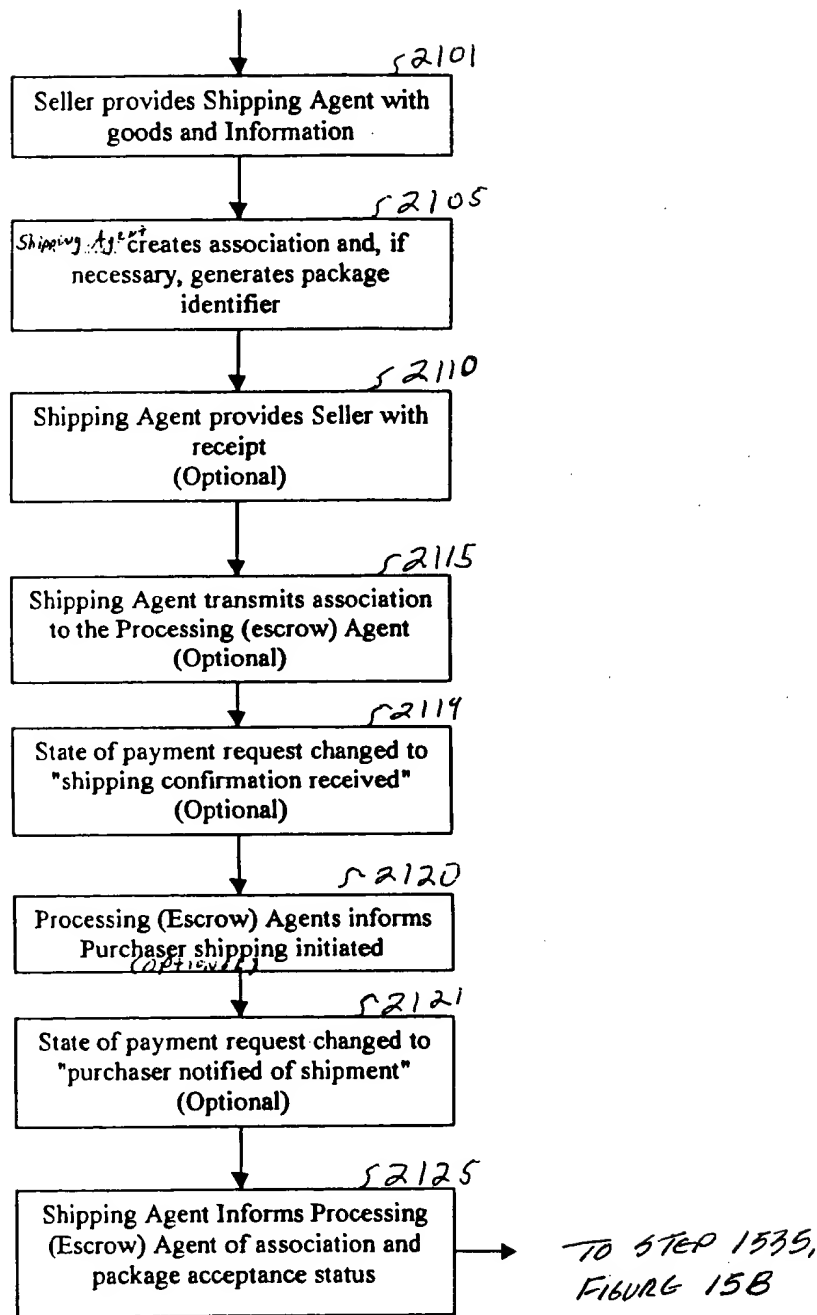 2101
Seller provides Shipping Agent with
goods and Information
2105
Shipping Agent creates association and, if
necessary, generates package
identifier
2110
Shipping Agent provides Seller with
receipt
(Optional)
2115
Shipping Agent transmits association
to the Processing (escrow) Agent
(Optional)
2119
State of payment request changed to
"shipping confirmation received"
(Optional)
2120
Processing (Escrow) Agents informs
Purchaser shipping initiated
(OPTIONAL)
2121
State of payment request changed to
"purchaser notified of shipment"
(Optional)
2125
Shipping Agent Informs Processing
(Escrow) Agent of association and
package acceptance status
TO STEP 1535,
FIGURE 15B